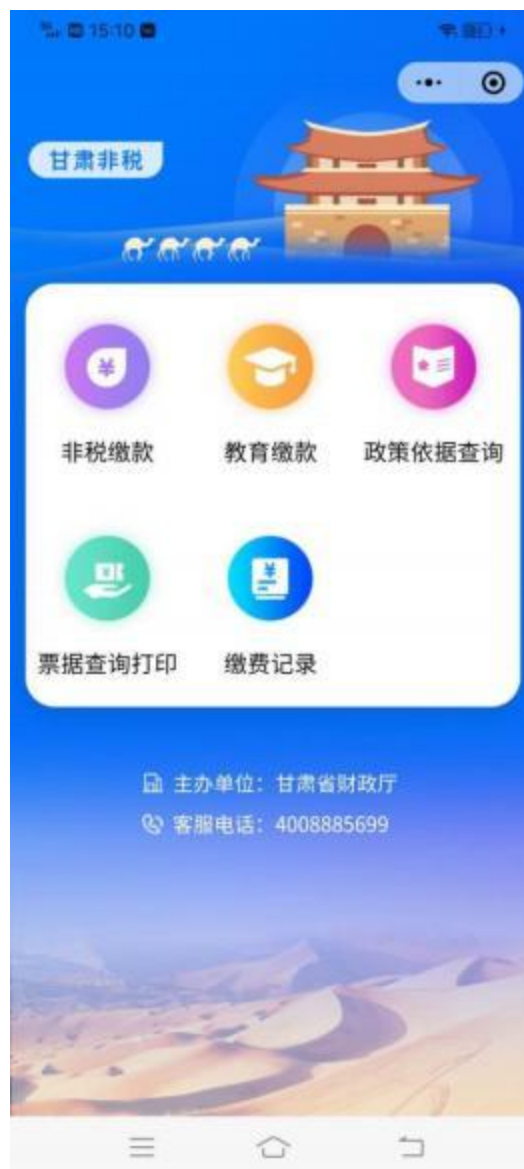 15:10
甘肃非税
非税缴款
教育缴款
政策依据查询
票据查询打印
缴费记录
主办单位：甘肃省财政厅
客服电话：4008885699